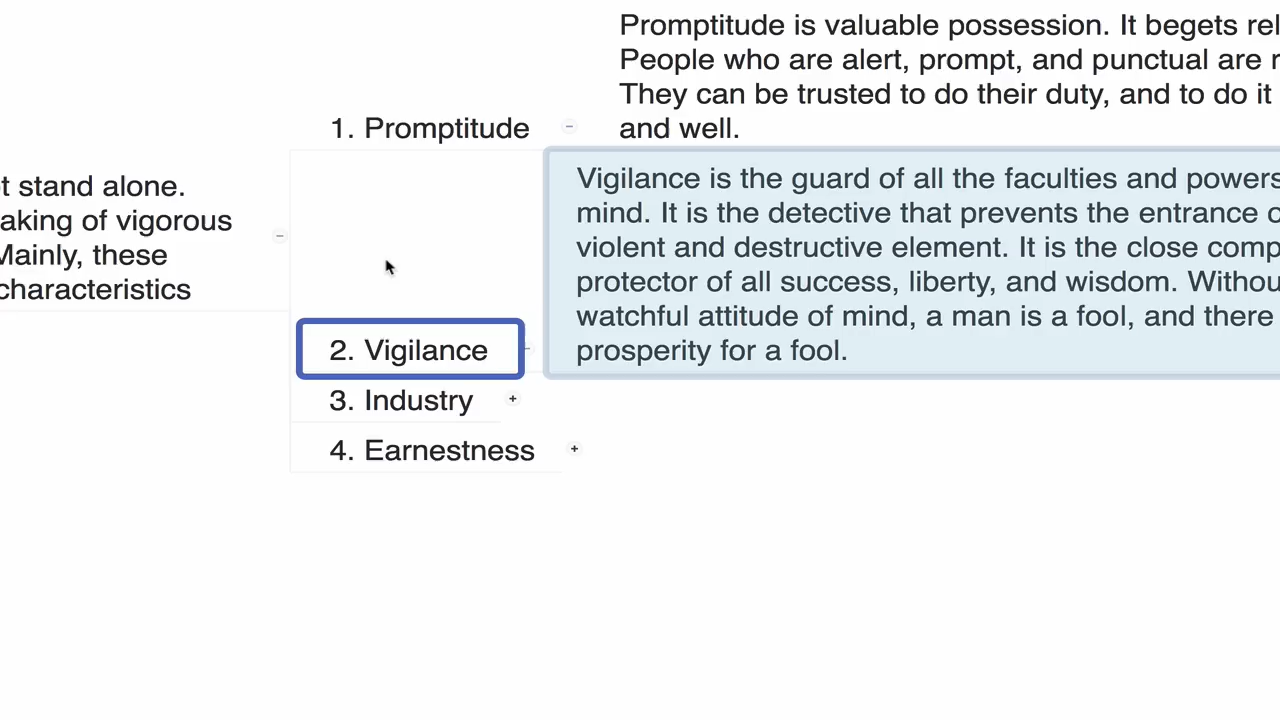 Promptitude is valuable possession. It begets
People who are alert, prompt, and punctual are
They can be trusted to do their duty, and to do it
and well.
1. Promptitude
stand alone.
of vigorous
Mainly, these
characteristics
Vigilance is the guard of all the faculties and powers
mind. It is the detective that prevents the entrance
violent and destructive element. It is the close
protector of all success, liberty, and wisdom.
watchful attitude of mind, a man is a fool, and there
prosperity for a fool.
2. Vigilance
3. Industry
4. Earnestness